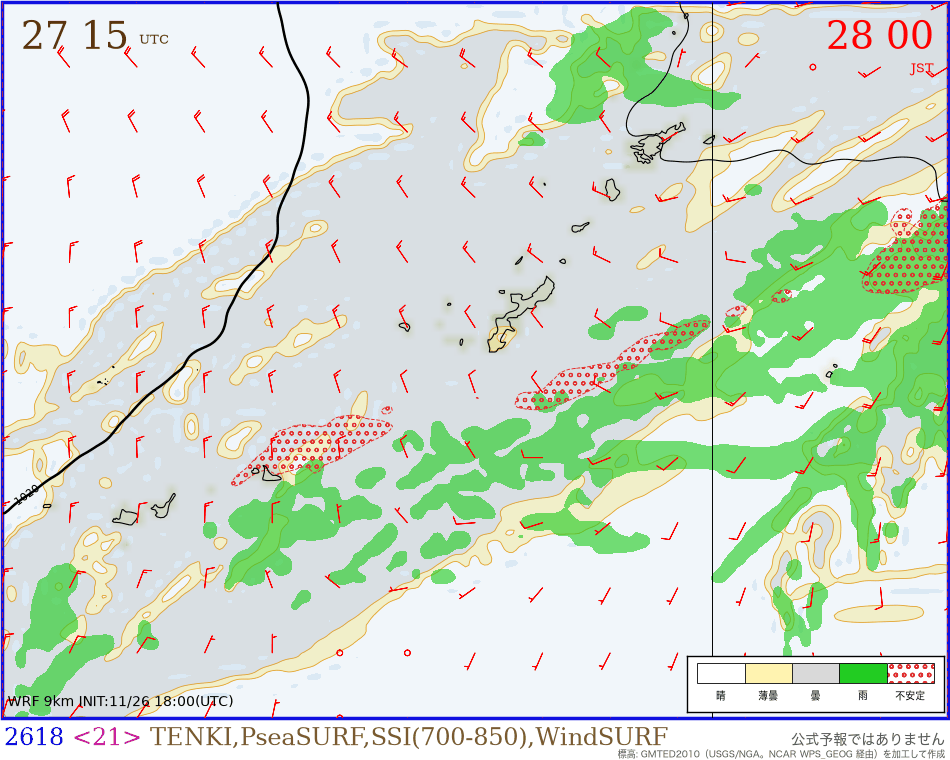 27 15 UTC
28 00
JST
1020
WRF 9km INIT:11/26 18:00(UTC)
晴 薄曇 曇 雨 不安定
2618 <21> TENKI,PseaSURF,SSI(700-850),WindSURF
公式予報ではありません
標高: GMTED2010（USGS/NGA。NCAR WPS_GEOG 経由）を加工して作成